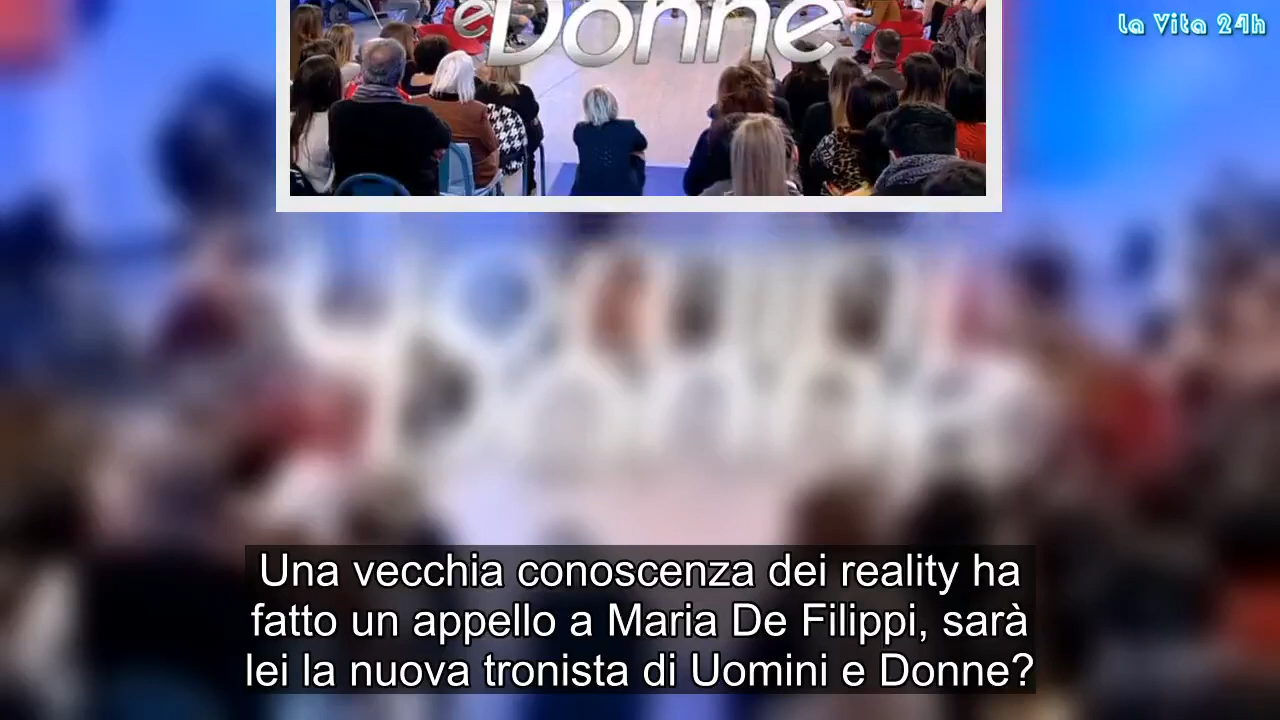 La Vita 24h
e Donne
Una vecchia conoscenza dei reality ha
fatto un appello a Maria De Filippi, sarà
lei la nuova tronista di Uomini e Donne?